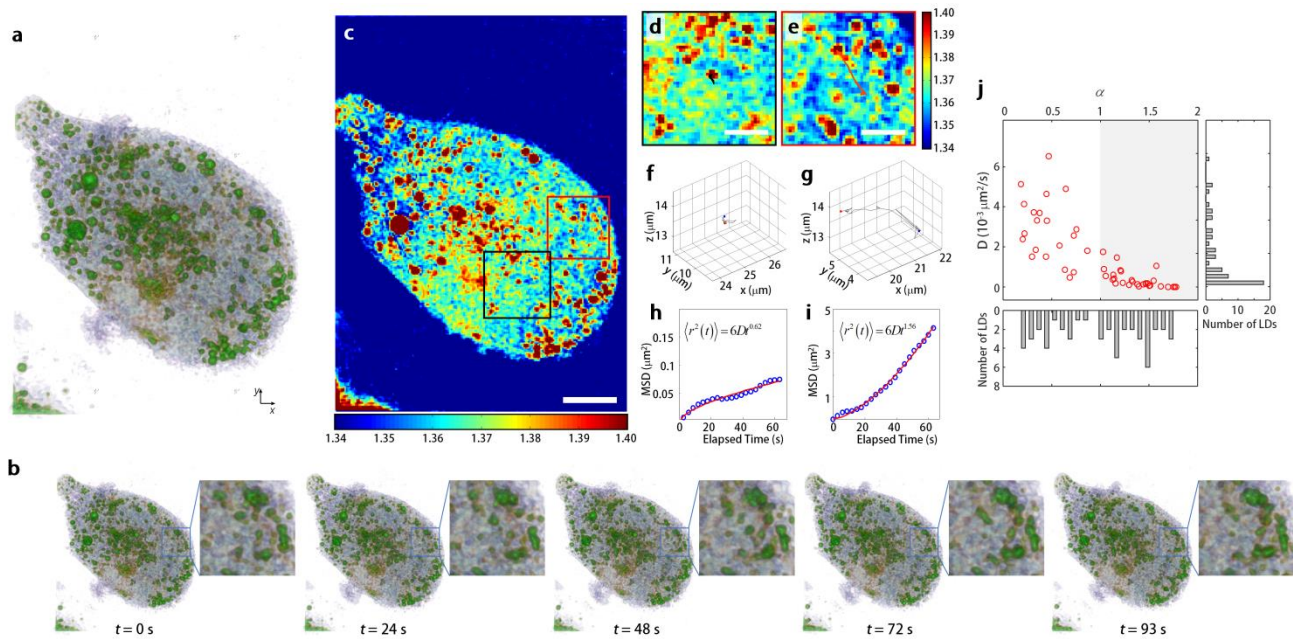 a
y
x
c
1.34 1.35 1.36 1.37 1.38 1.39 1.40
d
e
1.40
1.39
1.38
1.37
1.36
1.35
1.34
f
z (μm)
14
13
11
10
y (μm)
24
25
26
x (μm)
g
z (μm)
14
13
5
4
y (μm)
20
21
22
x (μm)
h
⟨r²(t)⟩ = 6Dt^0.62
MSD (μm²)
0.15
0.1
0.05
0 20 40 60
Elapsed Time (s)
i
⟨r²(t)⟩ = 6Dt^1.56
MSD (μm²)
5
3
1
0 20 40 60
Elapsed Time (s)
j
α
0 0.5 1 1.5 2
D (10⁻³ μm²/s)
8
6
4
2
0
0 10 20
Number of LDs
Number of LDs
0
2
4
6
8
b
t = 0 s
t = 24 s
t = 48 s
t = 72 s
t = 93 s